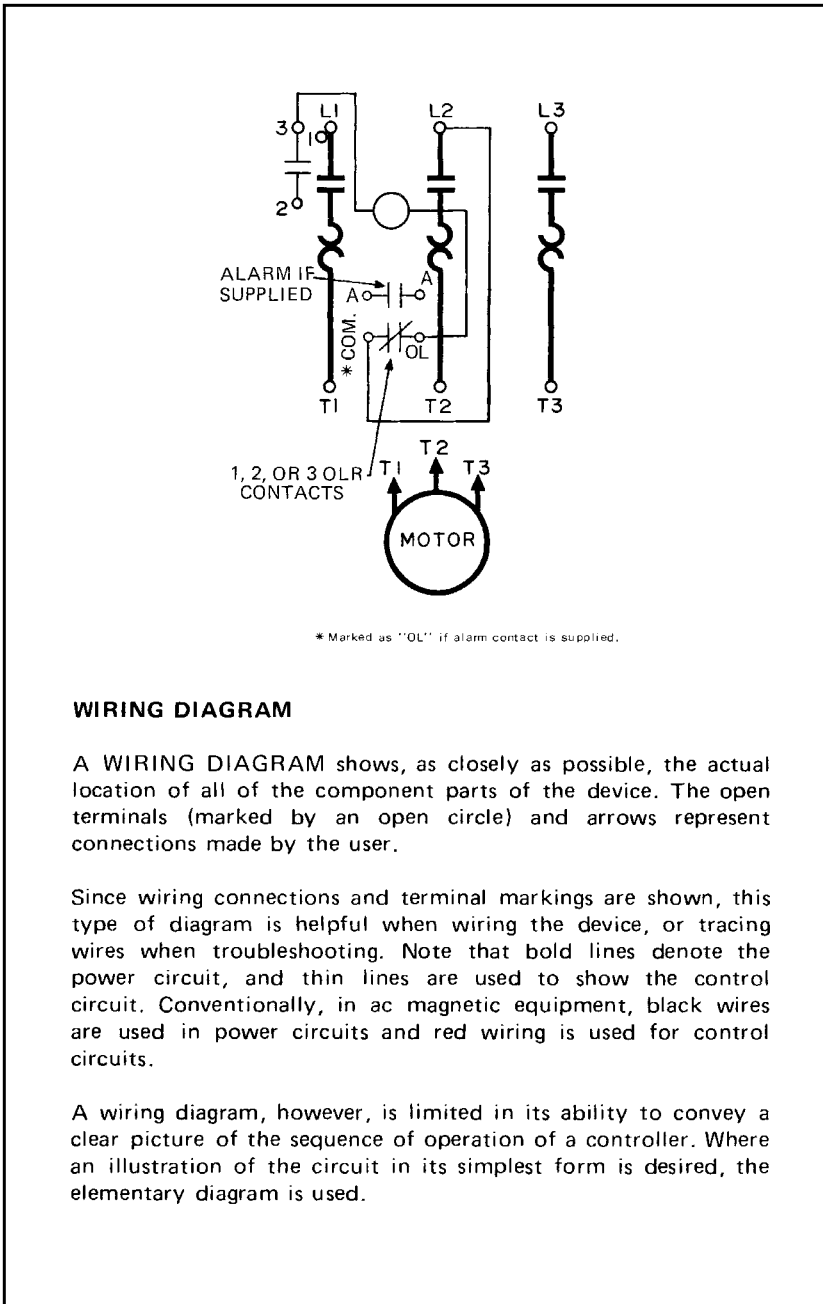 L1 L2 L3
3 1
2
ALARM IF
SUPPLIED
A A
* COM.
OL
T1 T2 T3
1, 2, OR 3 OLR
CONTACTS
T1 T2 T3
MOTOR
* Marked as "OL" if alarm contact is supplied.
WIRING DIAGRAM
A WIRING DIAGRAM shows, as closely as possible, the actual
location of all of the component parts of the device. The open
terminals (marked by an open circle) and arrows represent
connections made by the user.
Since wiring connections and terminal markings are shown, this
type of diagram is helpful when wiring the device, or tracing
wires when troubleshooting. Note that bold lines denote the
power circuit, and thin lines are used to show the control
circuit. Conventionally, in ac magnetic equipment, black wires
are used in power circuits and red wiring is used for control
circuits.
A wiring diagram, however, is limited in its ability to convey a
clear picture of the sequence of operation of a controller. Where
an illustration of the circuit in its simplest form is desired, the
elementary diagram is used.